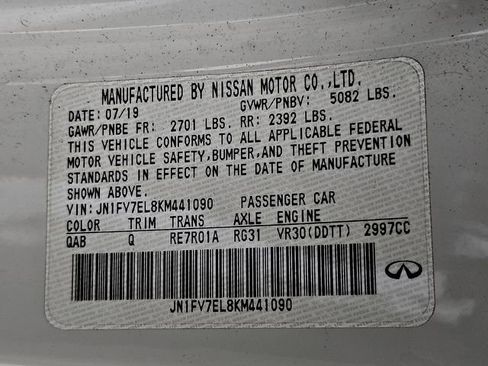 MANUFACTURED BY NISSAN MOTOR CO.,LTD.
DATE: 07/19 GVWR/PNBV: 5082 LBS.
GAWR/PNBE FR: 2701 LBS. RR: 2392 LBS.
THIS VEHICLE CONFORMS TO ALL APPLICABLE FEDERAL
MOTOR VEHICLE SAFETY, BUMPER, AND THEFT PREVENTION
STANDARDS IN EFFECT ON THE DATE OF MANUFACTURE
SHOWN ABOVE.
VIN: JN1FV7EL8KM441090 PASSENGER CAR
COLOR TRIM TRANS AXLE ENGINE
QAB Q RE7R01A RG31 VR30(DDTT) 2997CC
JN1FV7EL8KM441090